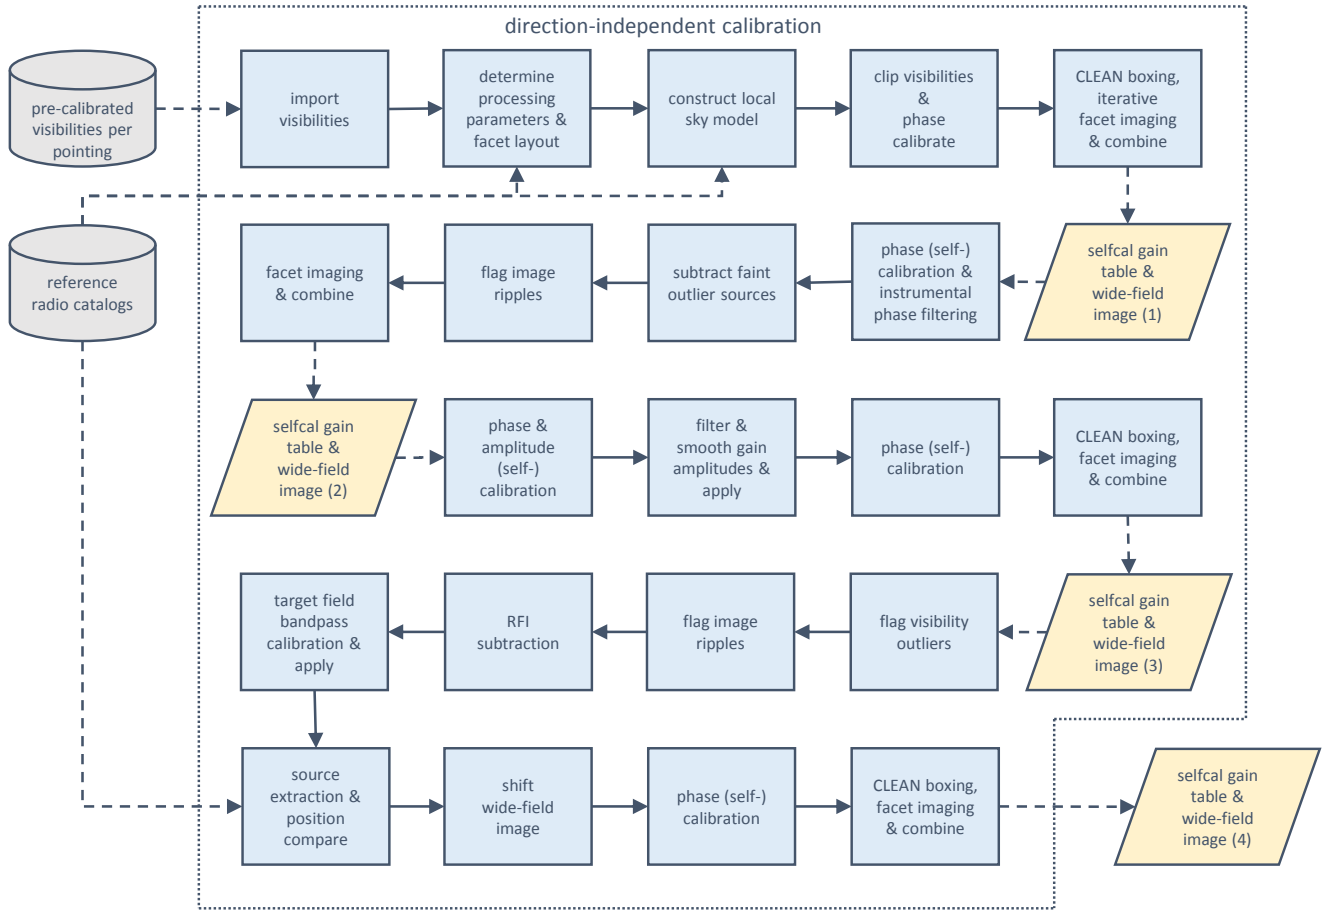 direction-independent calibration
pre-calibrated
visibilities per
pointing
import
visibilities
determine
processing
parameters &
facet layout
construct local
sky model
clip visibilities
&
phase
calibrate
CLEAN boxing,
iterative
facet imaging
& combine
reference
radio catalogs
facet imaging
& combine
flag image
ripples
subtract faint
outlier sources
phase (self-)
calibration &
instrumental
phase filtering
selfcal gain
table &
wide-field
image (1)
selfcal gain
table &
wide-field
image (2)
phase &
amplitude
(self-)
calibration
filter &
smooth gain
amplitudes &
apply
phase (self-)
calibration
CLEAN boxing,
facet imaging
& combine
target field
bandpass
calibration &
apply
RFI
subtraction
flag image
ripples
flag visibility
outliers
selfcal gain
table &
wide-field
image (3)
source
extraction &
position
compare
shift
wide-field
image
phase (self-)
calibration
CLEAN boxing,
facet imaging
& combine
selfcal gain
table &
wide-field
image (4)